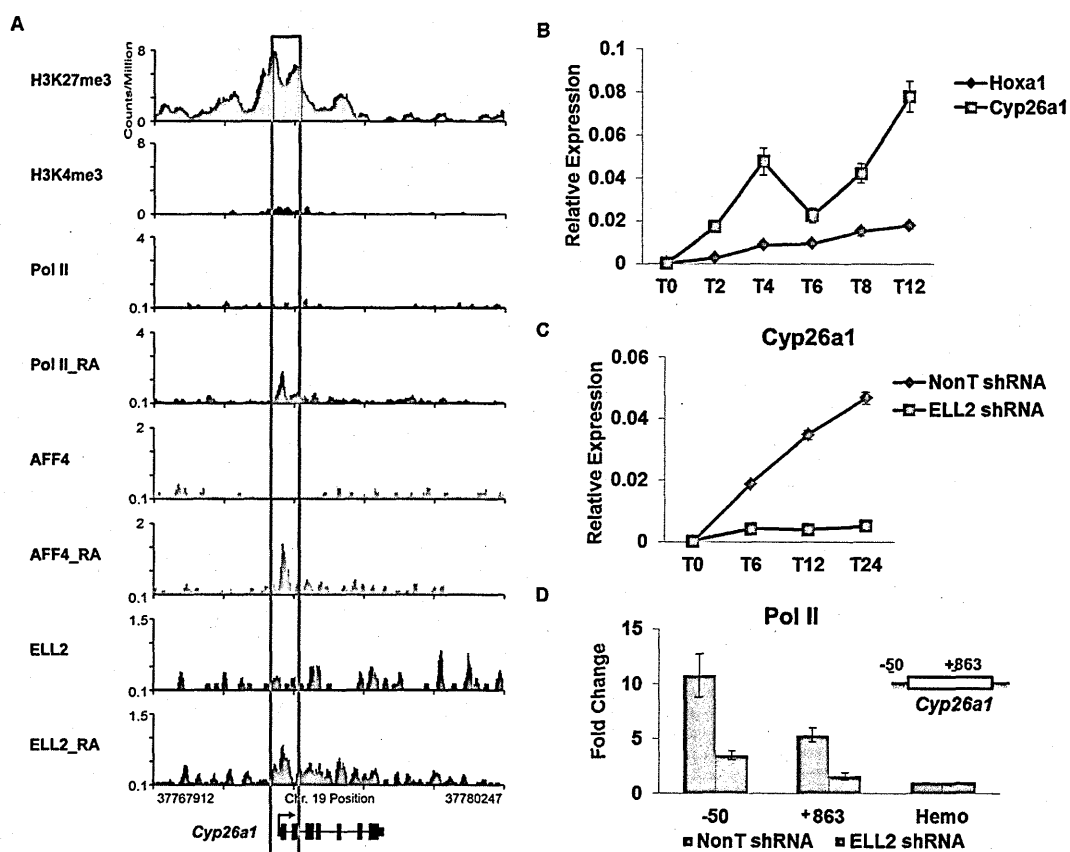 A
H3K27me3
Counts/Million
8
0
H3K4me3
8
0
Pol II
4
0.1
Pol II_RA
4
0.1
AFF4
2
0.1
AFF4_RA
2
0.1
ELL2
1.5
0.1
ELL2_RA
1.5
0.1
37767912 Chr. 19 Position 37780247
Cyp26a1
B
Relative Expression
0.1
0.08
0.06
0.04
0.02
0
T0 T2 T4 T6 T8 T12
Hoxa1
Cyp26a1
C
Cyp26a1
Relative Expression
0.06
0.04
0.02
0
T0 T6 T12 T24
NonT shRNA
ELL2 shRNA
D
Pol II
Fold Change
15
10
5
0
-50 +863
Cyp26a1
-50 +863 Hemo
NonT shRNA ELL2 shRNA